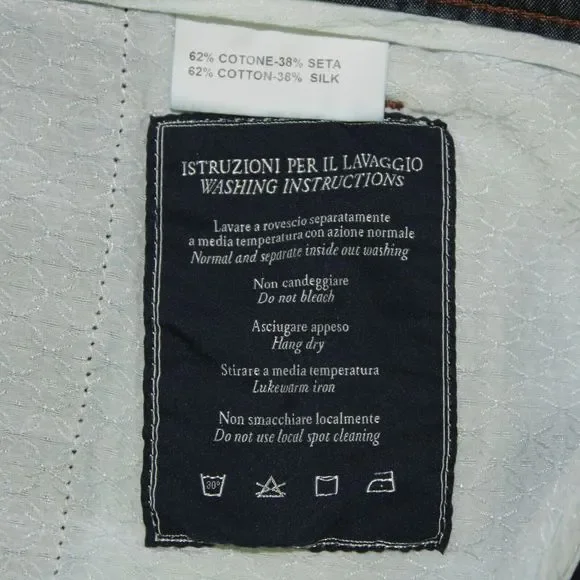 62% COTONE-38% SETA
62% COTTON-38% SILK
ISTRUZIONI PER IL LAVAGGIO
WASHING INSTRUCTIONS
Lavare a rovescio separatamente
a media temperatura con azione normale
Normal and separate inside out washing
Non candeggiare
Do not bleach
Asciugare appeso
Hang dry
Stirare a media temperatura
Lukewarm iron
Non smacchiare localmente
Do not use local spot cleaning
30°